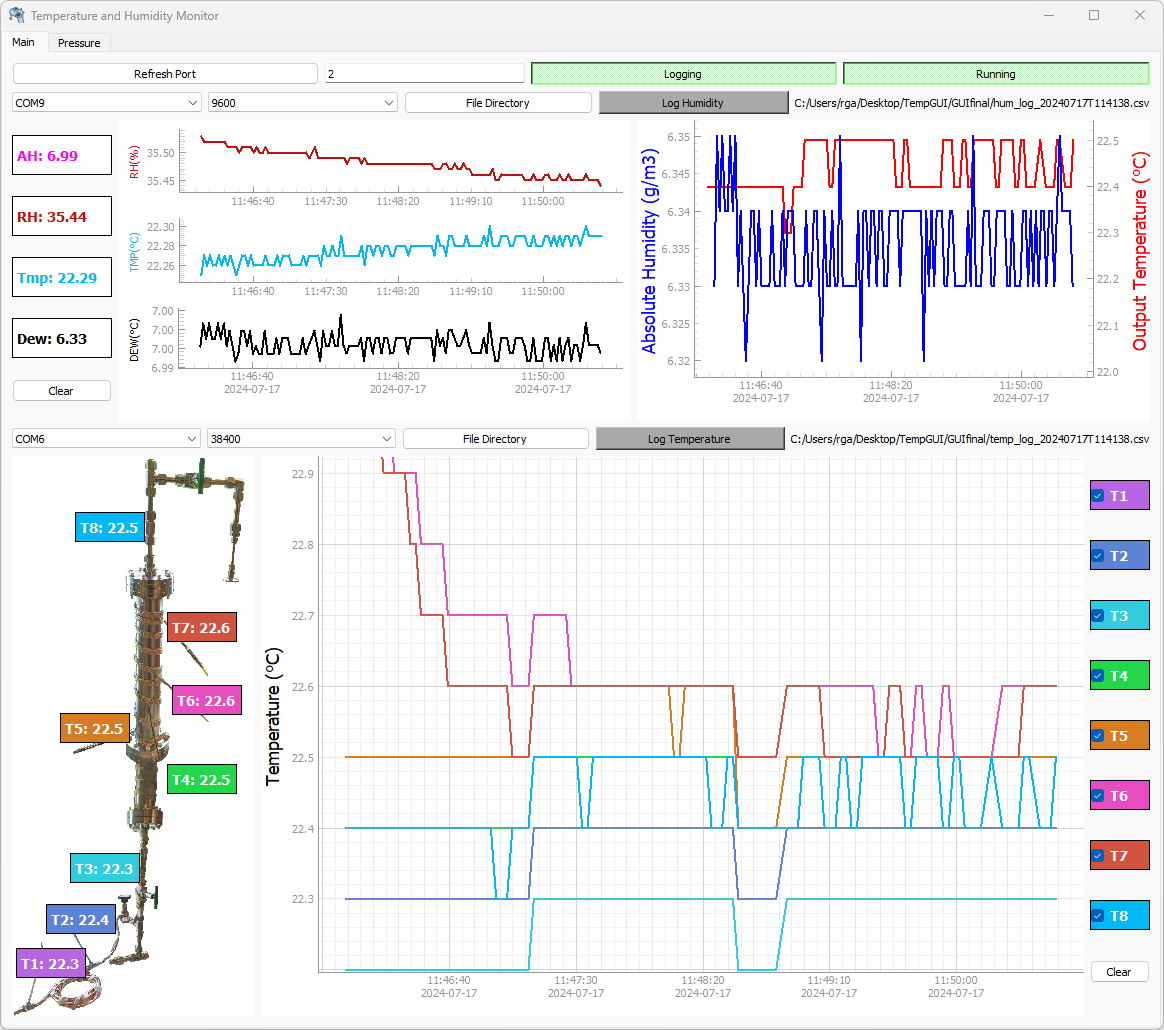 Temperature and Humidity Monitor
Main Pressure
Refresh Port 2 Logging Running
COM9 9600 File Directory Log Humidity C:/Users/rga/Desktop/TempGUI/GUIfinal/hum_log_20240717T114138.csv
AH: 6.99
RH: 35.44
Tmp: 22.29
Dew: 6.33
Clear
RH(%)
35.50
35.45
11:46:40 11:47:30 11:48:20 11:49:10 11:50:00
TMP(ºC)
22.30
22.28
22.26
11:46:40 11:47:30 11:48:20 11:49:10 11:50:00
DEW(ºC)
7.00
7.00
7.00
6.99
11:46:40 11:48:20 11:50:00
2024-07-17 2024-07-17 2024-07-17
Absolute Humidity (g/m3)
6.35
6.345
6.34
6.335
6.33
6.325
6.32
22.5
22.4
22.3
22.2
22.1
22.0
Output Temperature (ºC)
11:46:40 11:48:20 11:50:00
2024-07-17 2024-07-17 2024-07-17
COM6 38400 File Directory Log Temperature C:/Users/rga/Desktop/TempGUI/GUIfinal/temp_log_20240717T114138.csv
T8: 22.5
T7: 22.6
T6: 22.6
T5: 22.5
T4: 22.5
T3: 22.3
T2: 22.4
T1: 22.3
Temperature (ºC)
22.9
22.8
22.7
22.6
22.5
22.4
22.3
11:46:40 11:47:30 11:48:20 11:49:10 11:50:00
2024-07-17 2024-07-17 2024-07-17 2024-07-17 2024-07-17
T1
T2
T3
T4
T5
T6
T7
T8
Clear